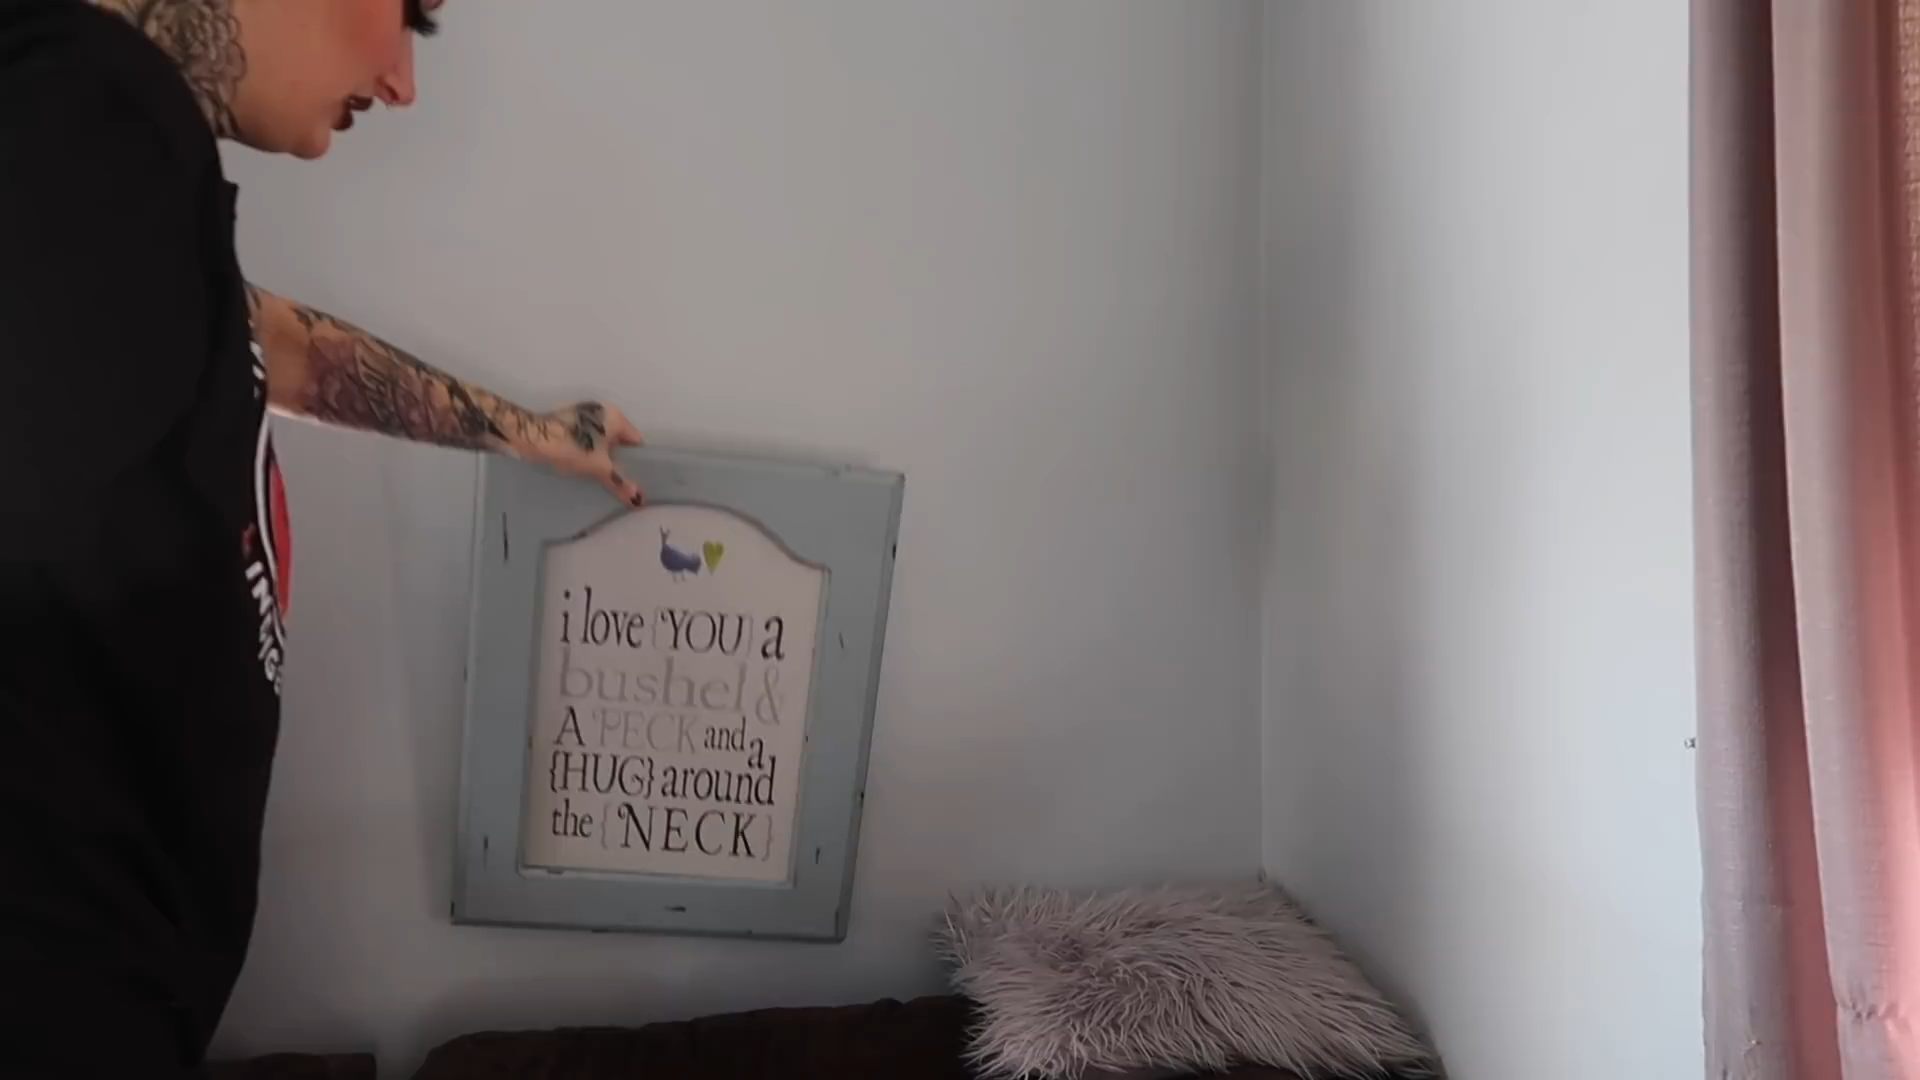 i love {YOU} a
bushel &
A PECK and a
{HUG} around
the {NECK}